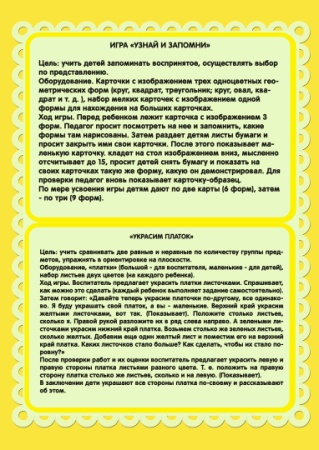 ИГРА «УЗНАЙ И ЗАПОМНИ»
Цель: учить детей запоминать воспринятое, осуществлять выбор
по представлению.
Оборудование. Карточки с изображением трех одноцветных гео-
метрических форм (круг, квадрат, треугольник; круг, овал, ква-
драт и т. д. ), набор мелких карточек с изображением одной
формы для нахождения на больших карточках.
Ход игры. Перед ребенком лежит карточка с изображением 3
форм. Педагог просит посмотреть на нее и запомнить, какие
формы там нарисованы. Затем раздает детям листы бумаги и
просит закрыть ими свои карточки. После этого показывает ма-
ленькую карточку. кладет на стол изображением вниз, мысленно
отсчитывает до 15, просит детей снять бумагу и показать на
своих карточках такую же форму, какую он демонстрировал. Для
проверки педагог вновь показывает карточку-образец.
По мере усвоения игры детям дают по две карты (6 форм), затем
- по три (9 форм).
«УКРАСИМ ПЛАТОК»
Цель: учить сравнивать две равные и неравные по количеству группы пред-
метов, упражнять в ориентировке на плоскости.
Оборудование, «платки» (большой - для воспитателя, маленькие - для детей),
набор листьев двух цветов (на каждого ребенка).
Ход игры. Воспитатель предлагает украсить платки листочками. Спрашивает,
как можно это сделать (каждый ребенок выполняет задание самостоятельно).
Затем говорит: «Давайте теперь украсим платочки по-другому, все одинако-
во. Я буду украшать свой платок, а вы - маленькие. Верхний край украсим
желтыми листочками, вот так. (Показывает). Положите столько листьев,
сколько я. Правой рукой разложите их в ряд слева направо. А зелеными ли-
сточками украсим нижний край платка. Возьмем столько же зеленых листьев,
сколько желтых. Добавим еще один желтый лист и поместим его на верхний
край платка. Каких листочков стало больше? Как сделать, чтобы их стало по-
ровну?»
После проверки работ и их оценки воспитатель предлагает украсить левую и
правую стороны платка листьями разного цвета. Т. е. положить на правую
сторону платка столько же листьев, сколько и на левую. (Показывает).
В заключении дети украшают все стороны платка по-своему и рассказывают
об этом.